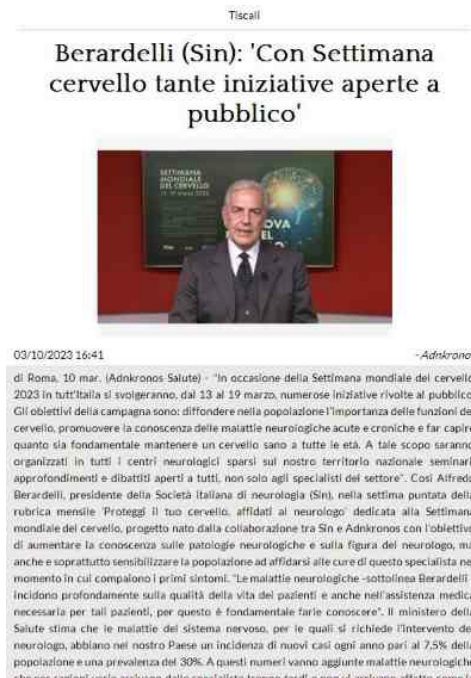 Tiscali
Berardelli (Sin): 'Con Settimana
cervello tante iniziative aperte a
pubblico'
SETTIMANA
MONDIALE
DEL CERVELLO
03/10/2023 16:41
- Adnkronos
di Roma, 10 mar. (Adnkronos Salute) - "In occasione della Settimana mondiale del cervello
2023 in tutt'Italia si svolgeranno, dal 13 al 19 marzo, numerose iniziative rivolte al pubblico
Gli obiettivi della campagna sono: diffondere nella popolazione l'importanza delle funzioni de
cervello, promuovere la conoscenza delle malattie neurologiche acute e croniche e far capire
quanto sia fondamentale mantenere un cervello sano a tutte le età. A tale scopo saranno
organizzati in tutti i centri neurologici sparsi sul nostro territorio nazionale seminari
approfondimenti e dibattiti aperti a tutti, non solo agli specialisti del settore". Così Alfredo
Berardelli, presidente della Società italiana di neurologia (Sin), nella settima puntata della
rubrica mensile 'Proteggi il tuo cervello, affidati al neurologo' dedicata alla Settimana
mondiale del cervello, progetto nato dalla collaborazione tra Sin e Adnkronos con l'obiettivo
di aumentare la conoscenza sulle patologie neurologiche e sulla figura del neurologo, ma
anche e soprattutto sensibilizzare la popolazione ad affidarsi alle cure di questo specialista ne
momento in cui compaiono i primi sintomi. "Le malattie neurologiche -sottolinea Berardelli -
incidono profondamente sulla qualità della vita dei pazienti e anche nell'assistenza medica
necessaria per tali pazienti, per questo è fondamentale farle conoscere". Il ministero della
Salute stima che le malattie del sistema nervoso, per le quali si richiede l'intervento de
neurologo, abbiano nel nostro Paese un incidenza di nuovi casi ogni anno pari al 7,5% della
popolazione e una prevalenza del 30%. A questi numeri vanno aggiunte malattie neurologiche